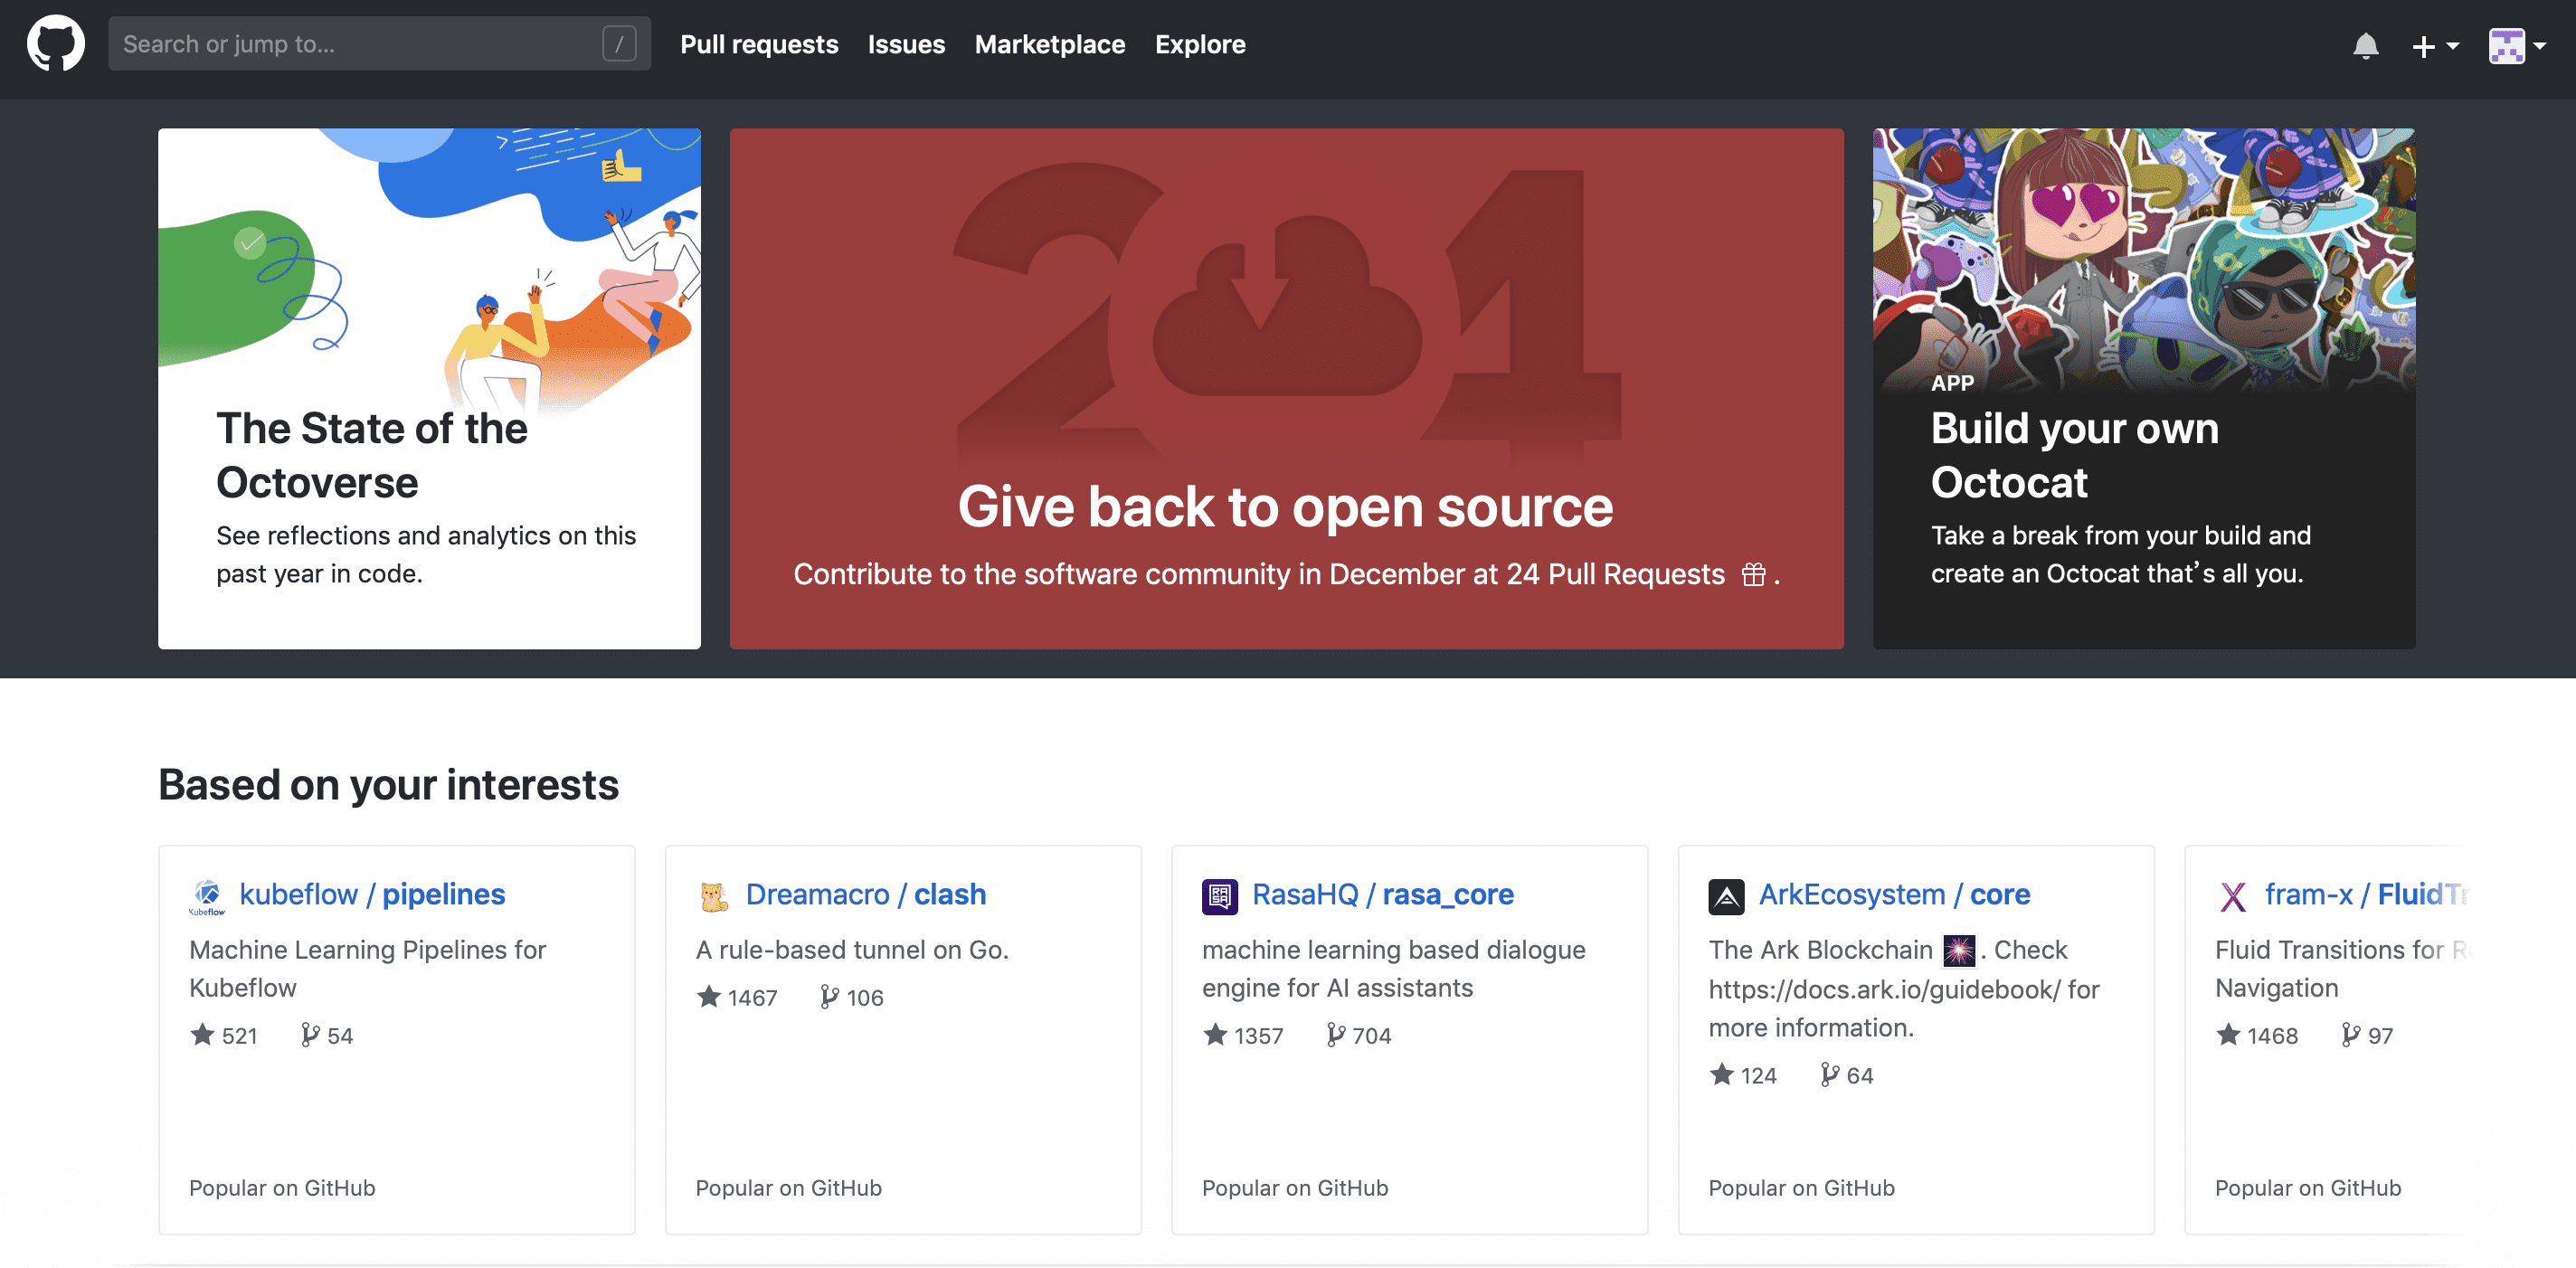 Search or jump to...
/
Pull requests
Issues
Marketplace
Explore
The State of the
Octoverse
See reflections and analytics on this
past year in code.
24
Give back to open source
Contribute to the software community in December at 24 Pull Requests .
APP
Build your own
Octocat
Take a break from your build and
create an Octocat that’s all you.
Based on your interests
Kubeflow
kubeflow / pipelines
Machine Learning Pipelines for
Kubeflow
521 54
Popular on GitHub
Dreamacro / clash
A rule-based tunnel on Go.
1467 106
Popular on GitHub
RASA
RasaHQ / rasa_core
machine learning based dialogue
engine for AI assistants
1357 704
Popular on GitHub
ArkEcosystem / core
The Ark Blockchain . Check
https://docs.ark.io/guidebook/ for
more information.
124 64
Popular on GitHub
fram-x / FluidTr
Fluid Transitions for
Navigation
1468 97
Popular on GitHub